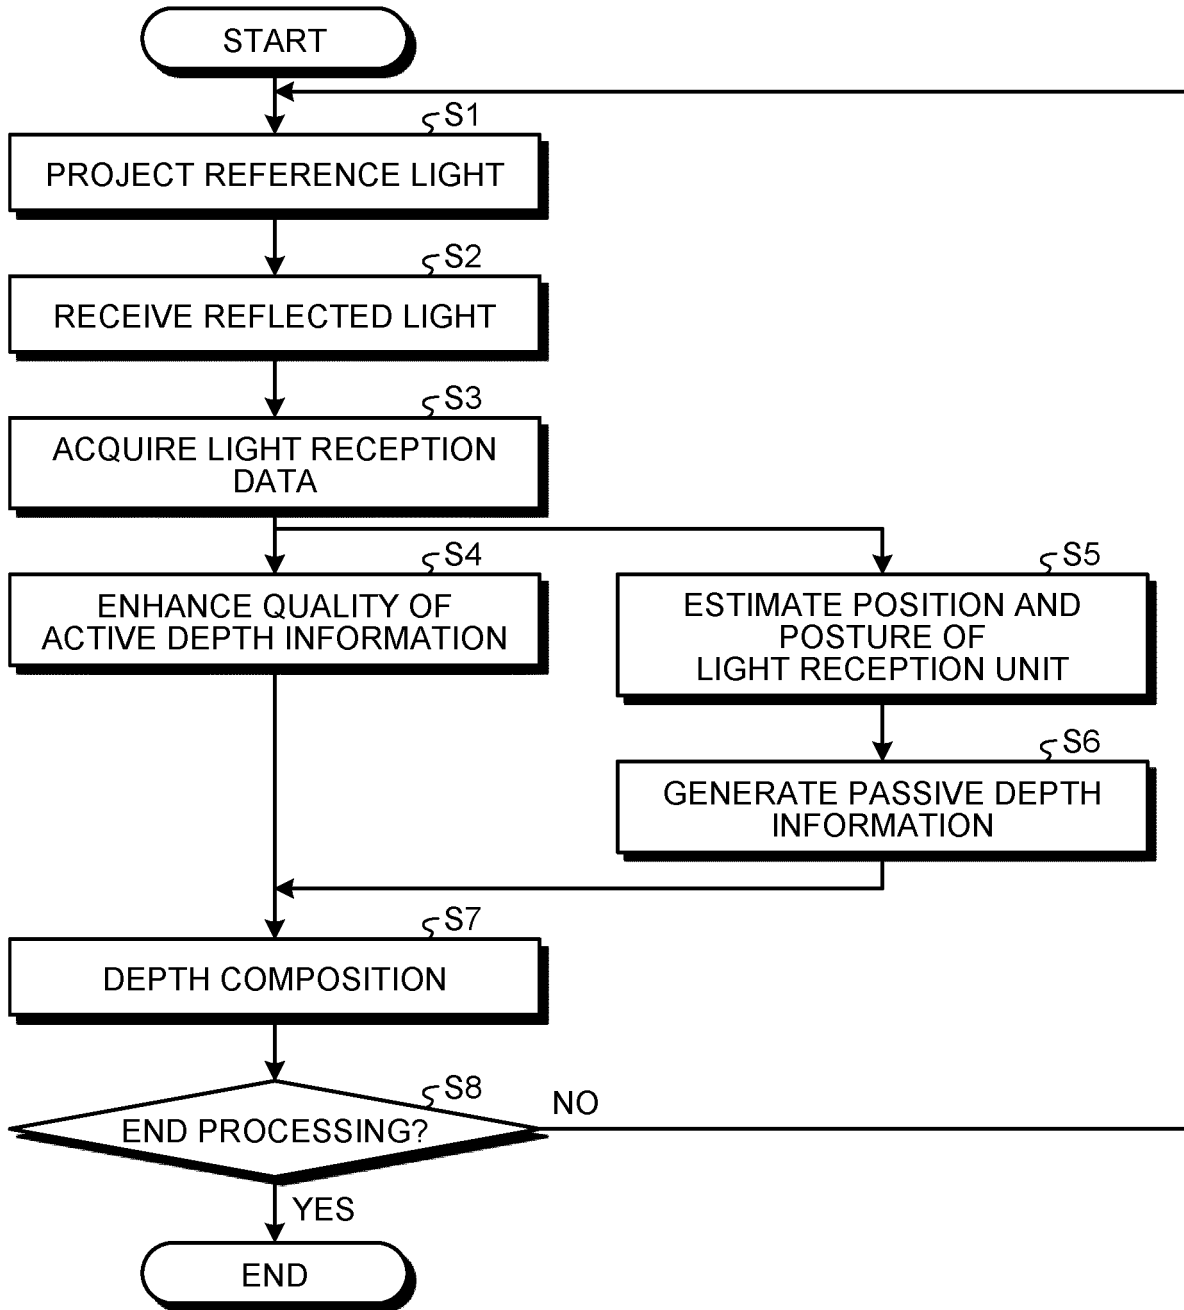 START
S1
PROJECT REFERENCE LIGHT
S2
RECEIVE REFLECTED LIGHT
S3
ACQUIRE LIGHT RECEPTION
DATA
S4
ENHANCE QUALITY OF
ACTIVE DEPTH INFORMATION
S5
ESTIMATE POSITION AND
POSTURE OF
LIGHT RECEPTION UNIT
S6
GENERATE PASSIVE DEPTH
INFORMATION
S7
DEPTH COMPOSITION
S8
END PROCESSING?
NO
YES
END